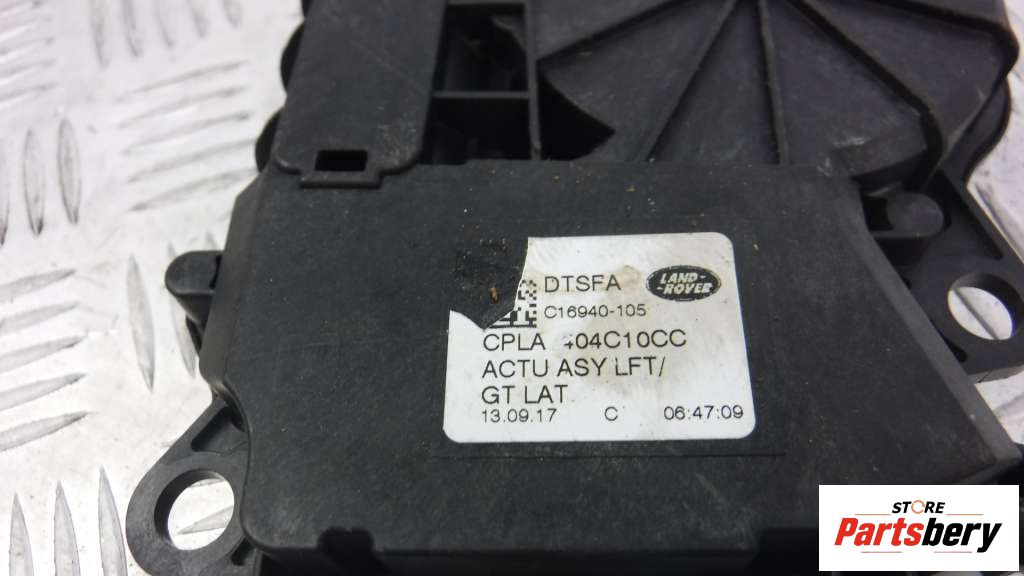 DTSFA LAND-
ROVER
C16940-105
CPLA 404C10CC
ACTU ASY LFT/
GT LAT
13.09.17 C 06:47:09
STORE
Partsbery